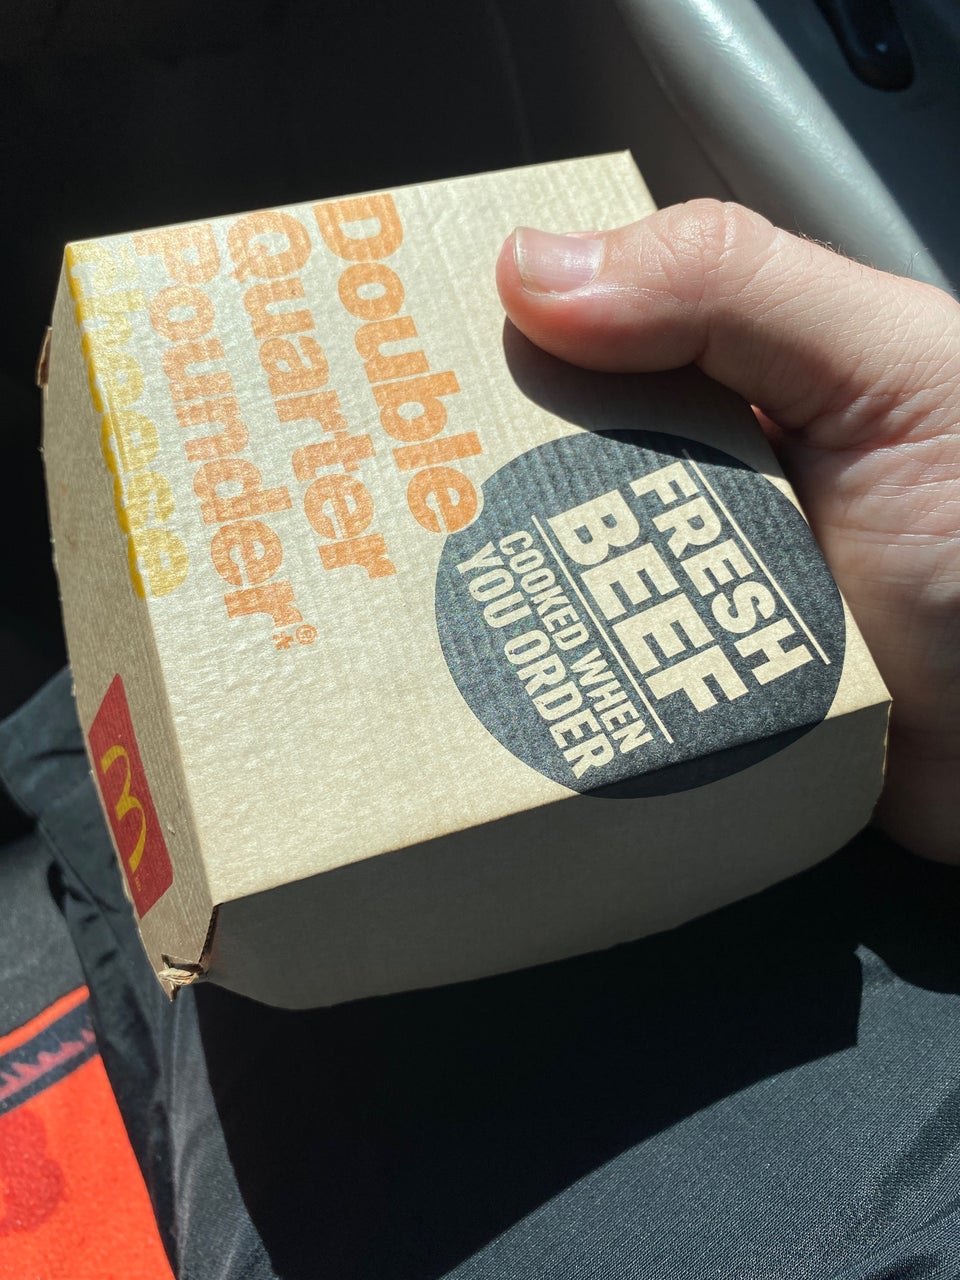 Double
Quarter
Pounder®*
cheese
FRESH
BEEF
COOKED WHEN
YOU ORDER